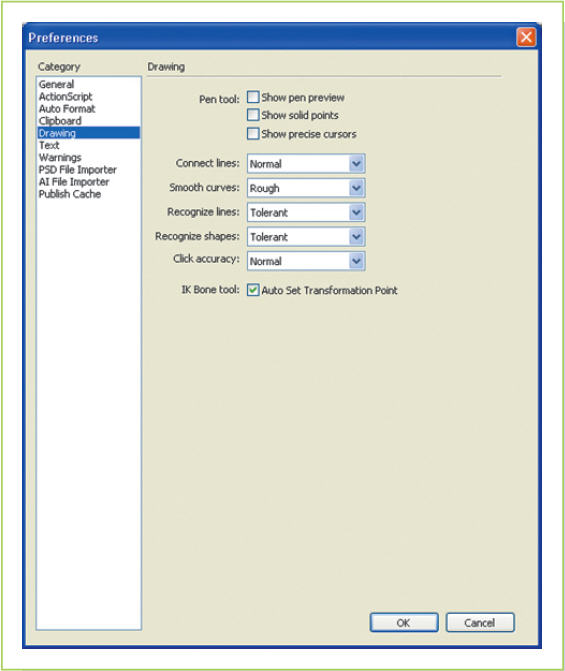 Preferences
Category
General
ActionScript
Auto Format
Clipboard
Drawing
Text
Warnings
PSD File Importer
AI File Importer
Publish Cache
Drawing
Pen tool: Show pen preview
Show solid points
Show precise cursors
Connect lines: Normal
Smooth curves: Rough
Recognize lines: Tolerant
Recognize shapes: Tolerant
Click accuracy: Normal
IK Bone tool: Auto Set Transformation Point
OK Cancel